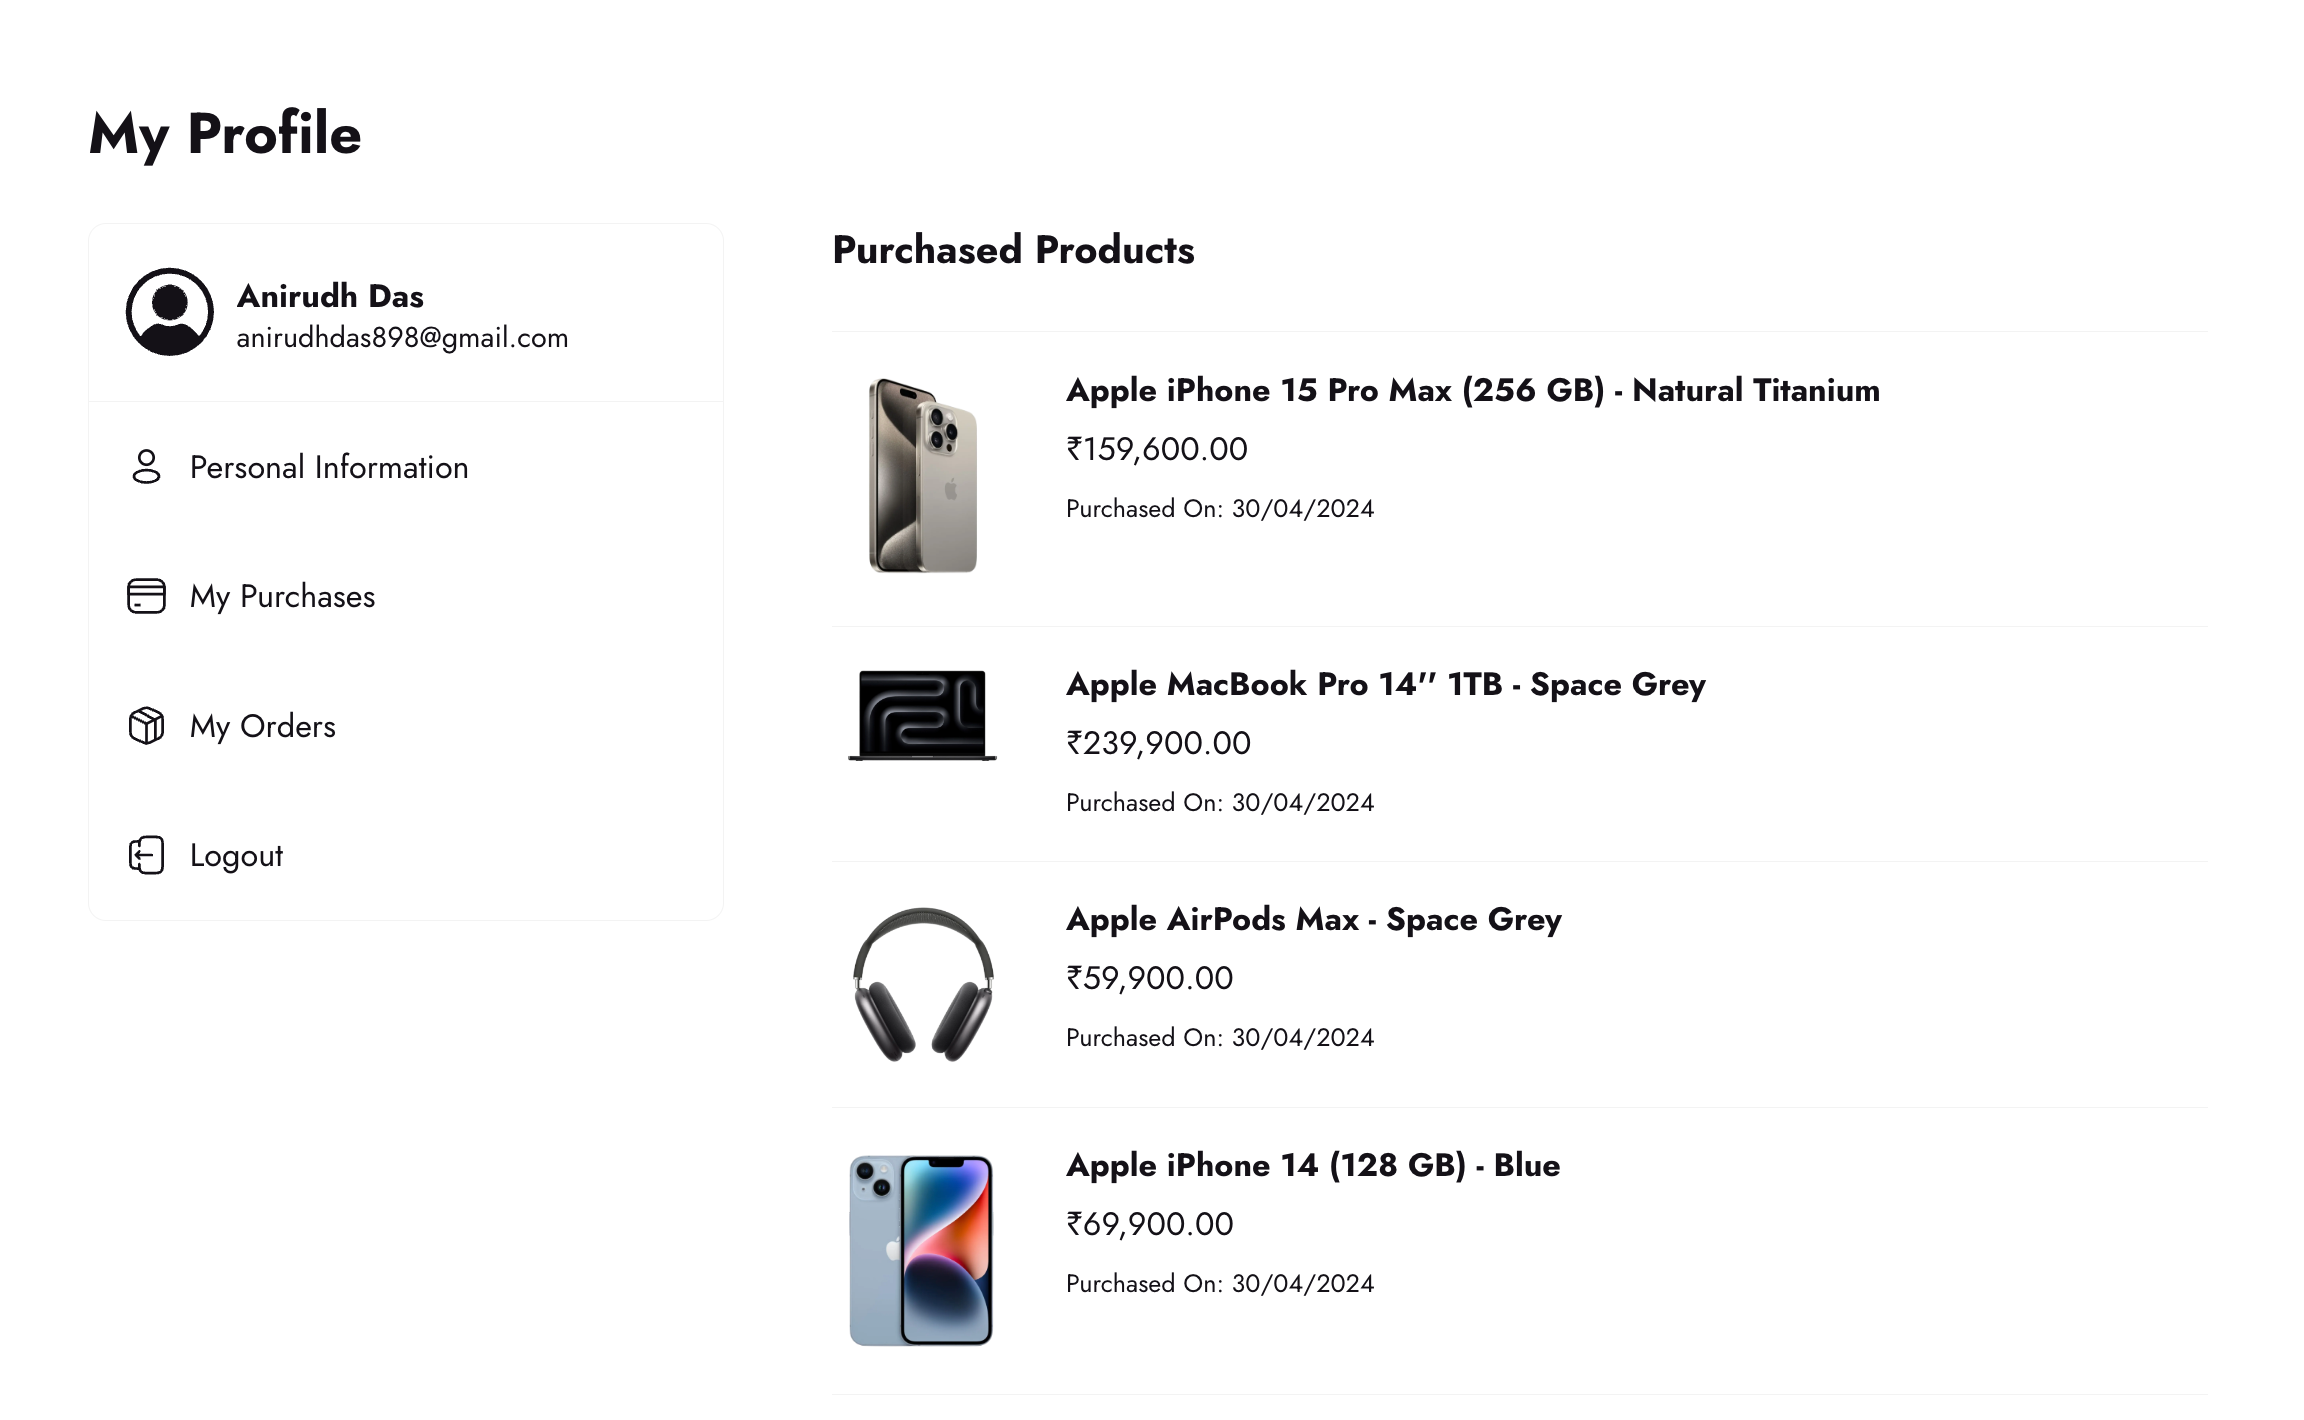 My Profile
Anirudh Das
anirudhdas898@gmail.com
Personal Information
My Purchases
My Orders
Logout
Purchased Products
Apple iPhone 15 Pro Max (256 GB) - Natural Titanium
₹159,600.00
Purchased On: 30/04/2024
Apple MacBook Pro 14'' 1TB - Space Grey
₹239,900.00
Purchased On: 30/04/2024
Apple AirPods Max - Space Grey
₹59,900.00
Purchased On: 30/04/2024
Apple iPhone 14 (128 GB) - Blue
₹69,900.00
Purchased On: 30/04/2024